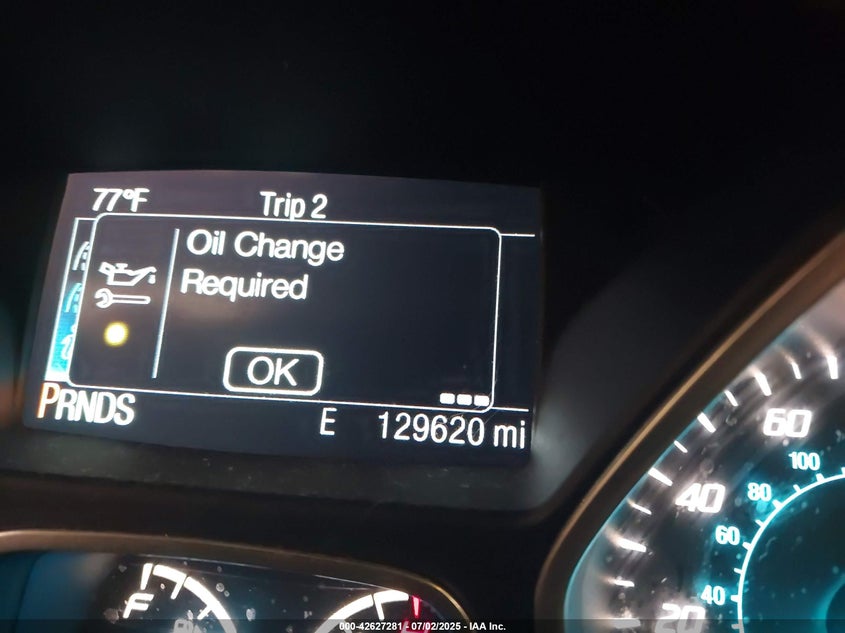 77°F Trip 2
Oil Change
Required
OK
PRNDS E 129620 mi
60
100
40 80
60
40
20
F
000-42627281 - 07/02/2025 - IAA Inc.